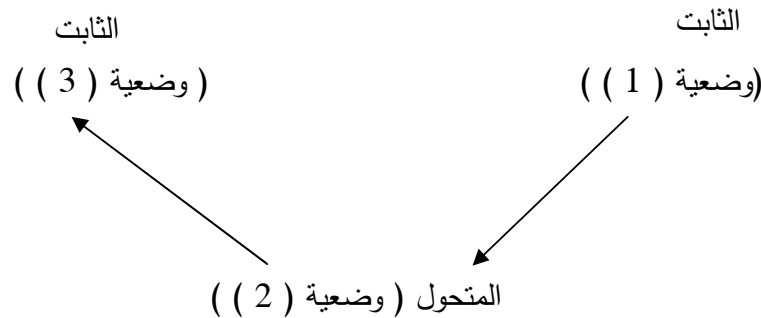 الثابت
(وضعية ( 1 ) )
الثابت
( وضعية ( 3 ) )
المتحول ( وضعية ( 2 ) )